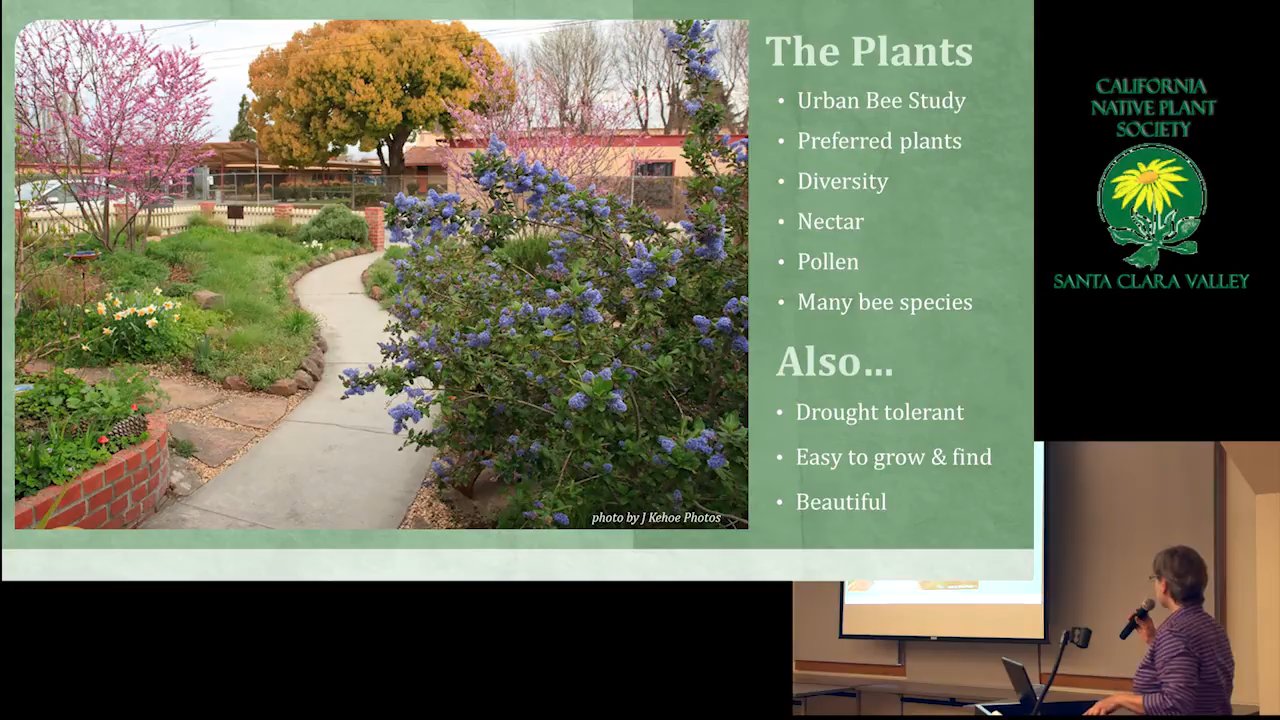 The Plants
• Urban Bee Study
• Preferred plants
• Diversity
• Nectar
• Pollen
• Many bee species
Also...
• Drought tolerant
• Easy to grow & find
• Beautiful
photo by J Kehoe Photos
CALIFORNIA
NATIVE PLANT
SOCIETY
SANTA CLARA VALLEY